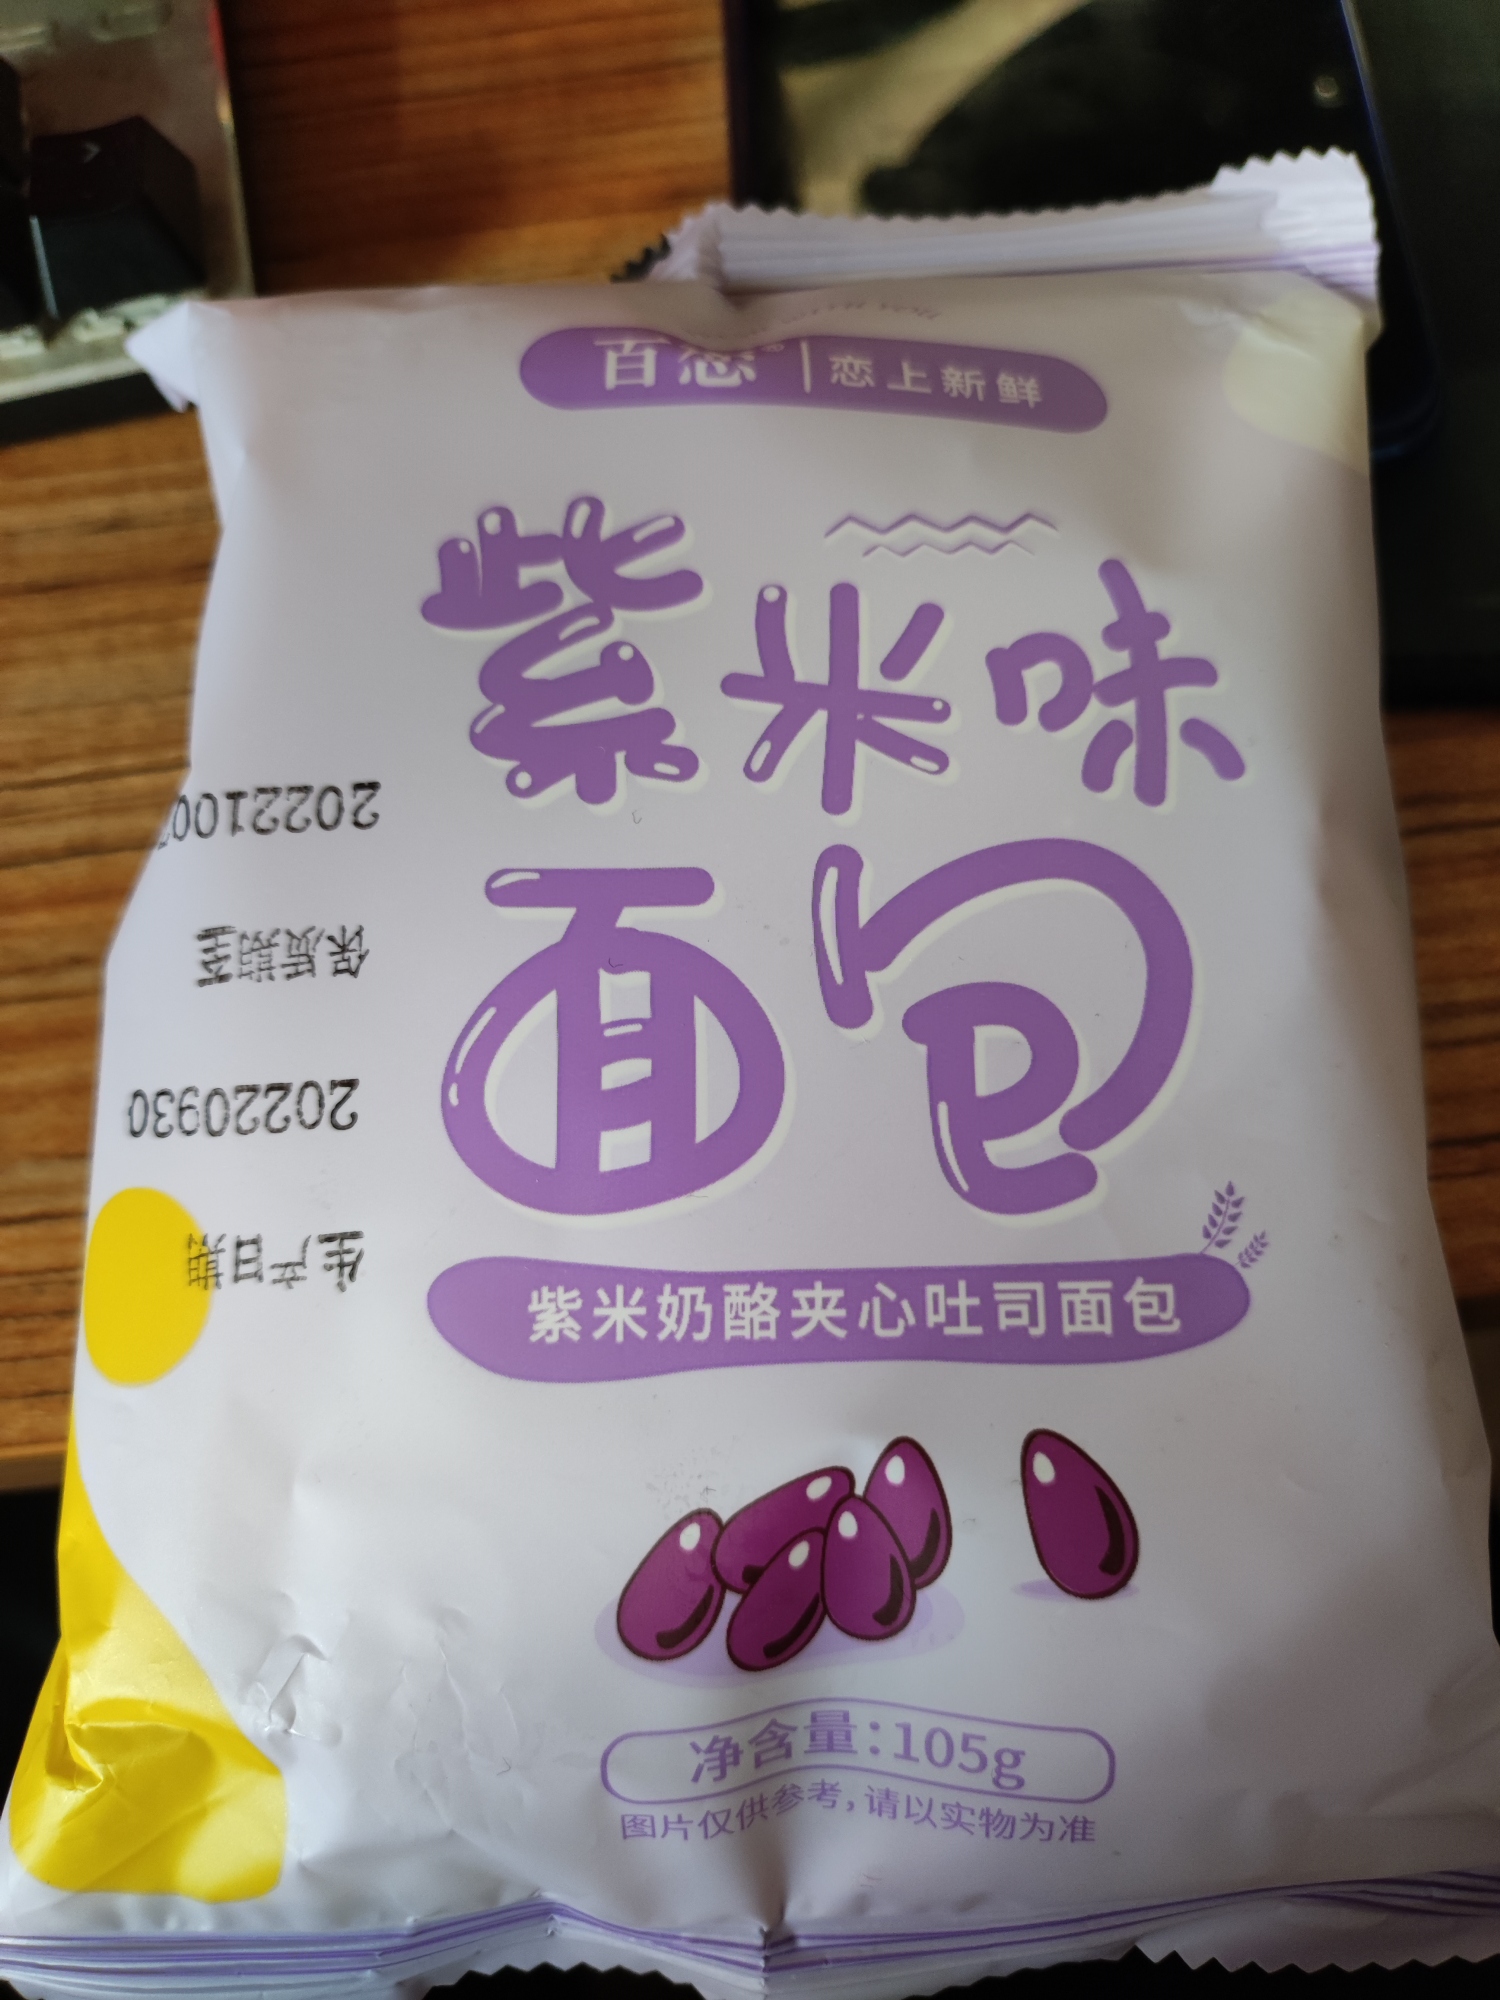 百恋 | 恋上新鲜
紫米味
面包
紫米奶酪夹心吐司面包
净含量:105g
图片仅供参考,请以实物为准
生产日期
20220930
保质期至
2022100